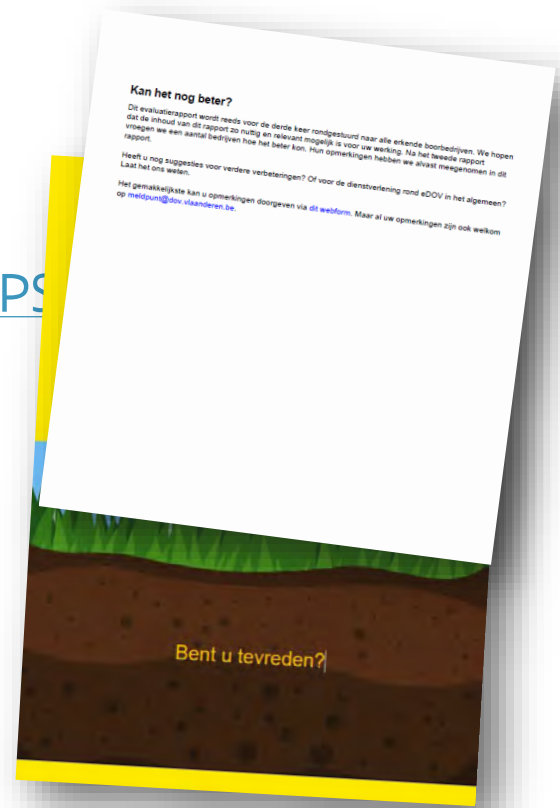 Kan het nog beter?
Dit evaluatierapport wordt reeds voor de derde keer rondgestuurd naar alle erkende boorbedrijven. We hopen
dat de inhoud van dit rapport zo nuttig en relevant mogelijk is voor uw werking. Na het tweede rapport
vroegen we een aantal bedrijven hoe het beter kon. Hun opmerkingen hebben we alvast meegenomen in dit
rapport.
Heeft u nog suggesties voor verdere verbeteringen? Of voor de dienstverlening rond eDOV in het algemeen?
Laat het ons weten.
Het gemakkelijkste kan u opmerkingen doorgeven via dit webform. Maar al uw opmerkingen zijn ook welkom
op meldpunt@dov.vlaanderen.be.
PS
Bent u tevreden?